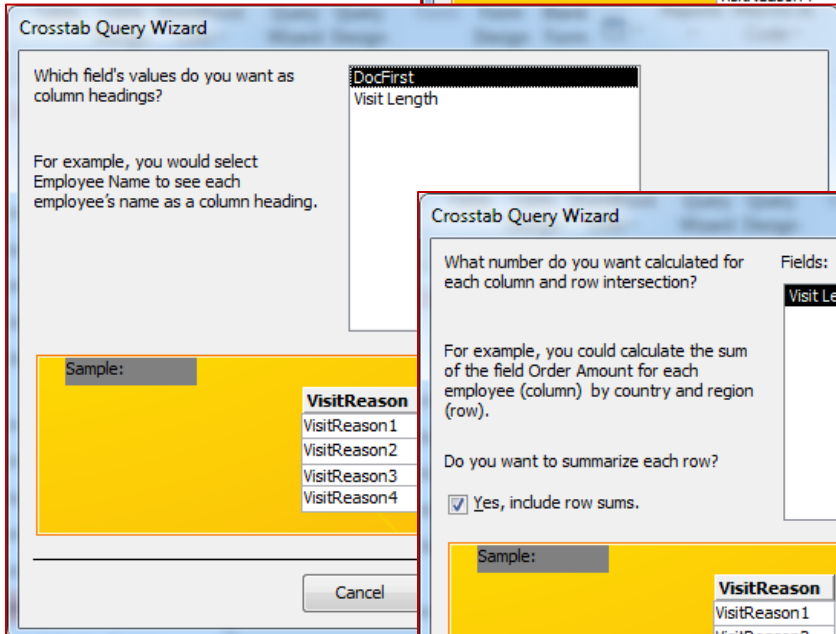 Crosstab Query Wizard
Which field's values do you want as
column headings?
DocFirst
Visit Length
For example, you would select
Employee Name to see each
employee's name as a column heading.
Sample:
VisitReason
VisitReason1
VisitReason2
VisitReason3
VisitReason4
Cancel
Crosstab Query Wizard
What number do you want calculated for
each column and row intersection?
Fields:
Visit Le
For example, you could calculate the sum
of the field Order Amount for each
employee (column) by country and region
(row).
Do you want to summarize each row?
Yes, include row sums.
Sample:
VisitReason
VisitReason1